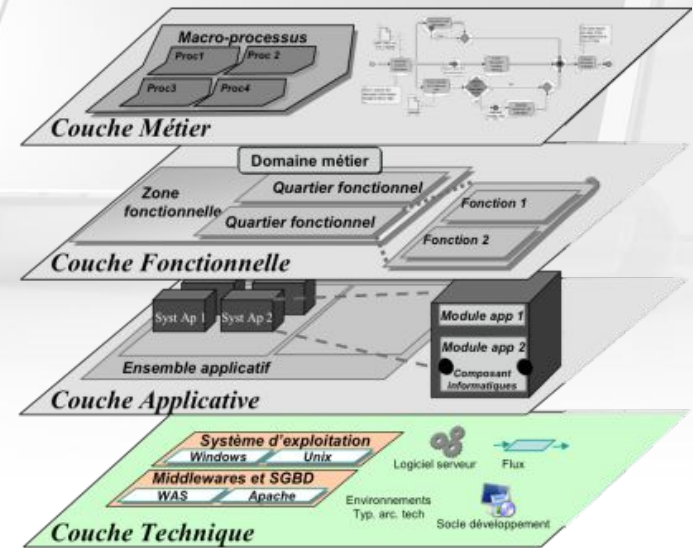 Macro-processus
Proc1
Proc 2
Proc3
Proc4
Couche Métier
Domaine métier
Zone
fonctionnelle
Quartier fonctionnel
Quartier fonctionnel
Fonction 1
Fonction 2
Couche Fonctionnelle
Syst Ap 1
Syst Ap 2
Module app 1
Module app 2
Composant
Informatiques
Ensemble applicatif
Couche Applicative
Système d'exploitation
Windows
Unix
Middlewares et SGBD
WAS
Apache
Logiciel serveur
Flux
Environnements
Typ. arc. tech
Socle développement
Couche Technique